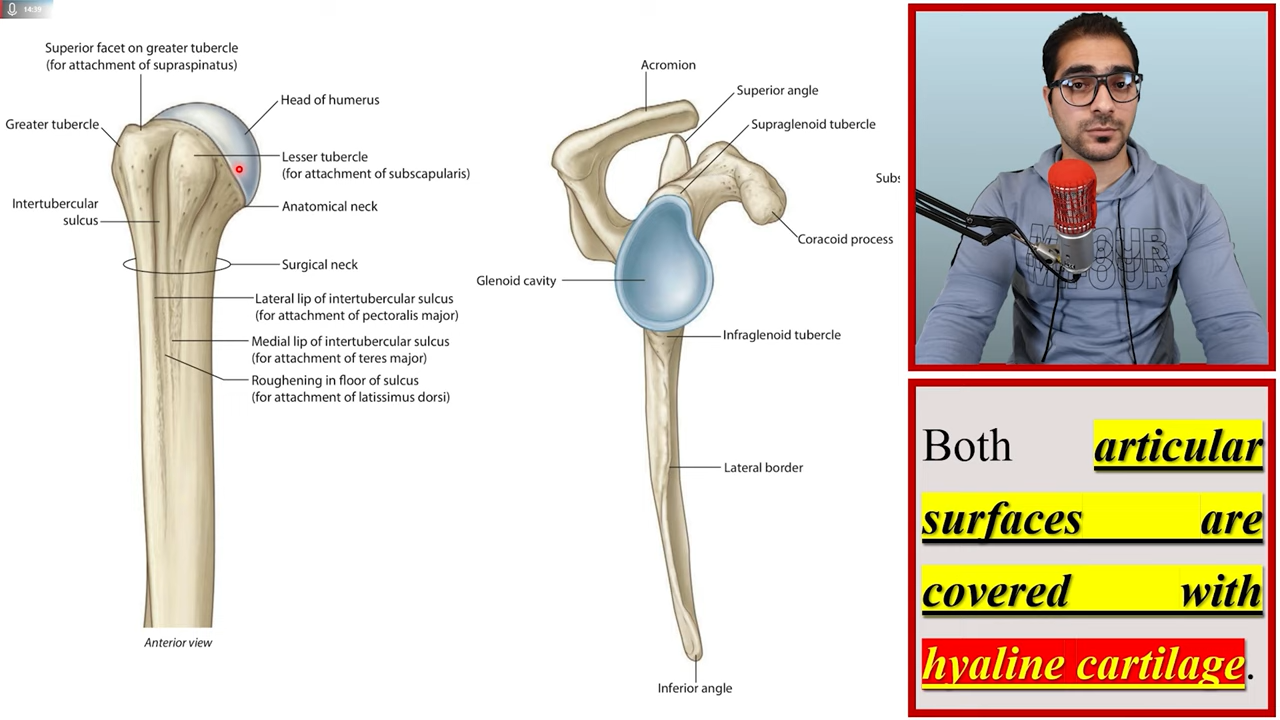 14:39
Superior facet on greater tubercle
(for attachment of supraspinatus)
Head of humerus
Greater tubercle
Lesser tubercle
(for attachment of subscapularis)
Intertubercular
sulcus
Anatomical neck
Surgical neck
Lateral lip of intertubercular sulcus
(for attachment of pectoralis major)
Medial lip of intertubercular sulcus
(for attachment of teres major)
Roughening in floor of sulcus
(for attachment of latissimus dorsi)
Anterior view
Acromion
Superior angle
Supraglenoid tubercle
Subs
Coracoid process
Glenoid cavity
Infraglenoid tubercle
Lateral border
Inferior angle
Both articular
surfaces are
covered with
hyaline cartilage.